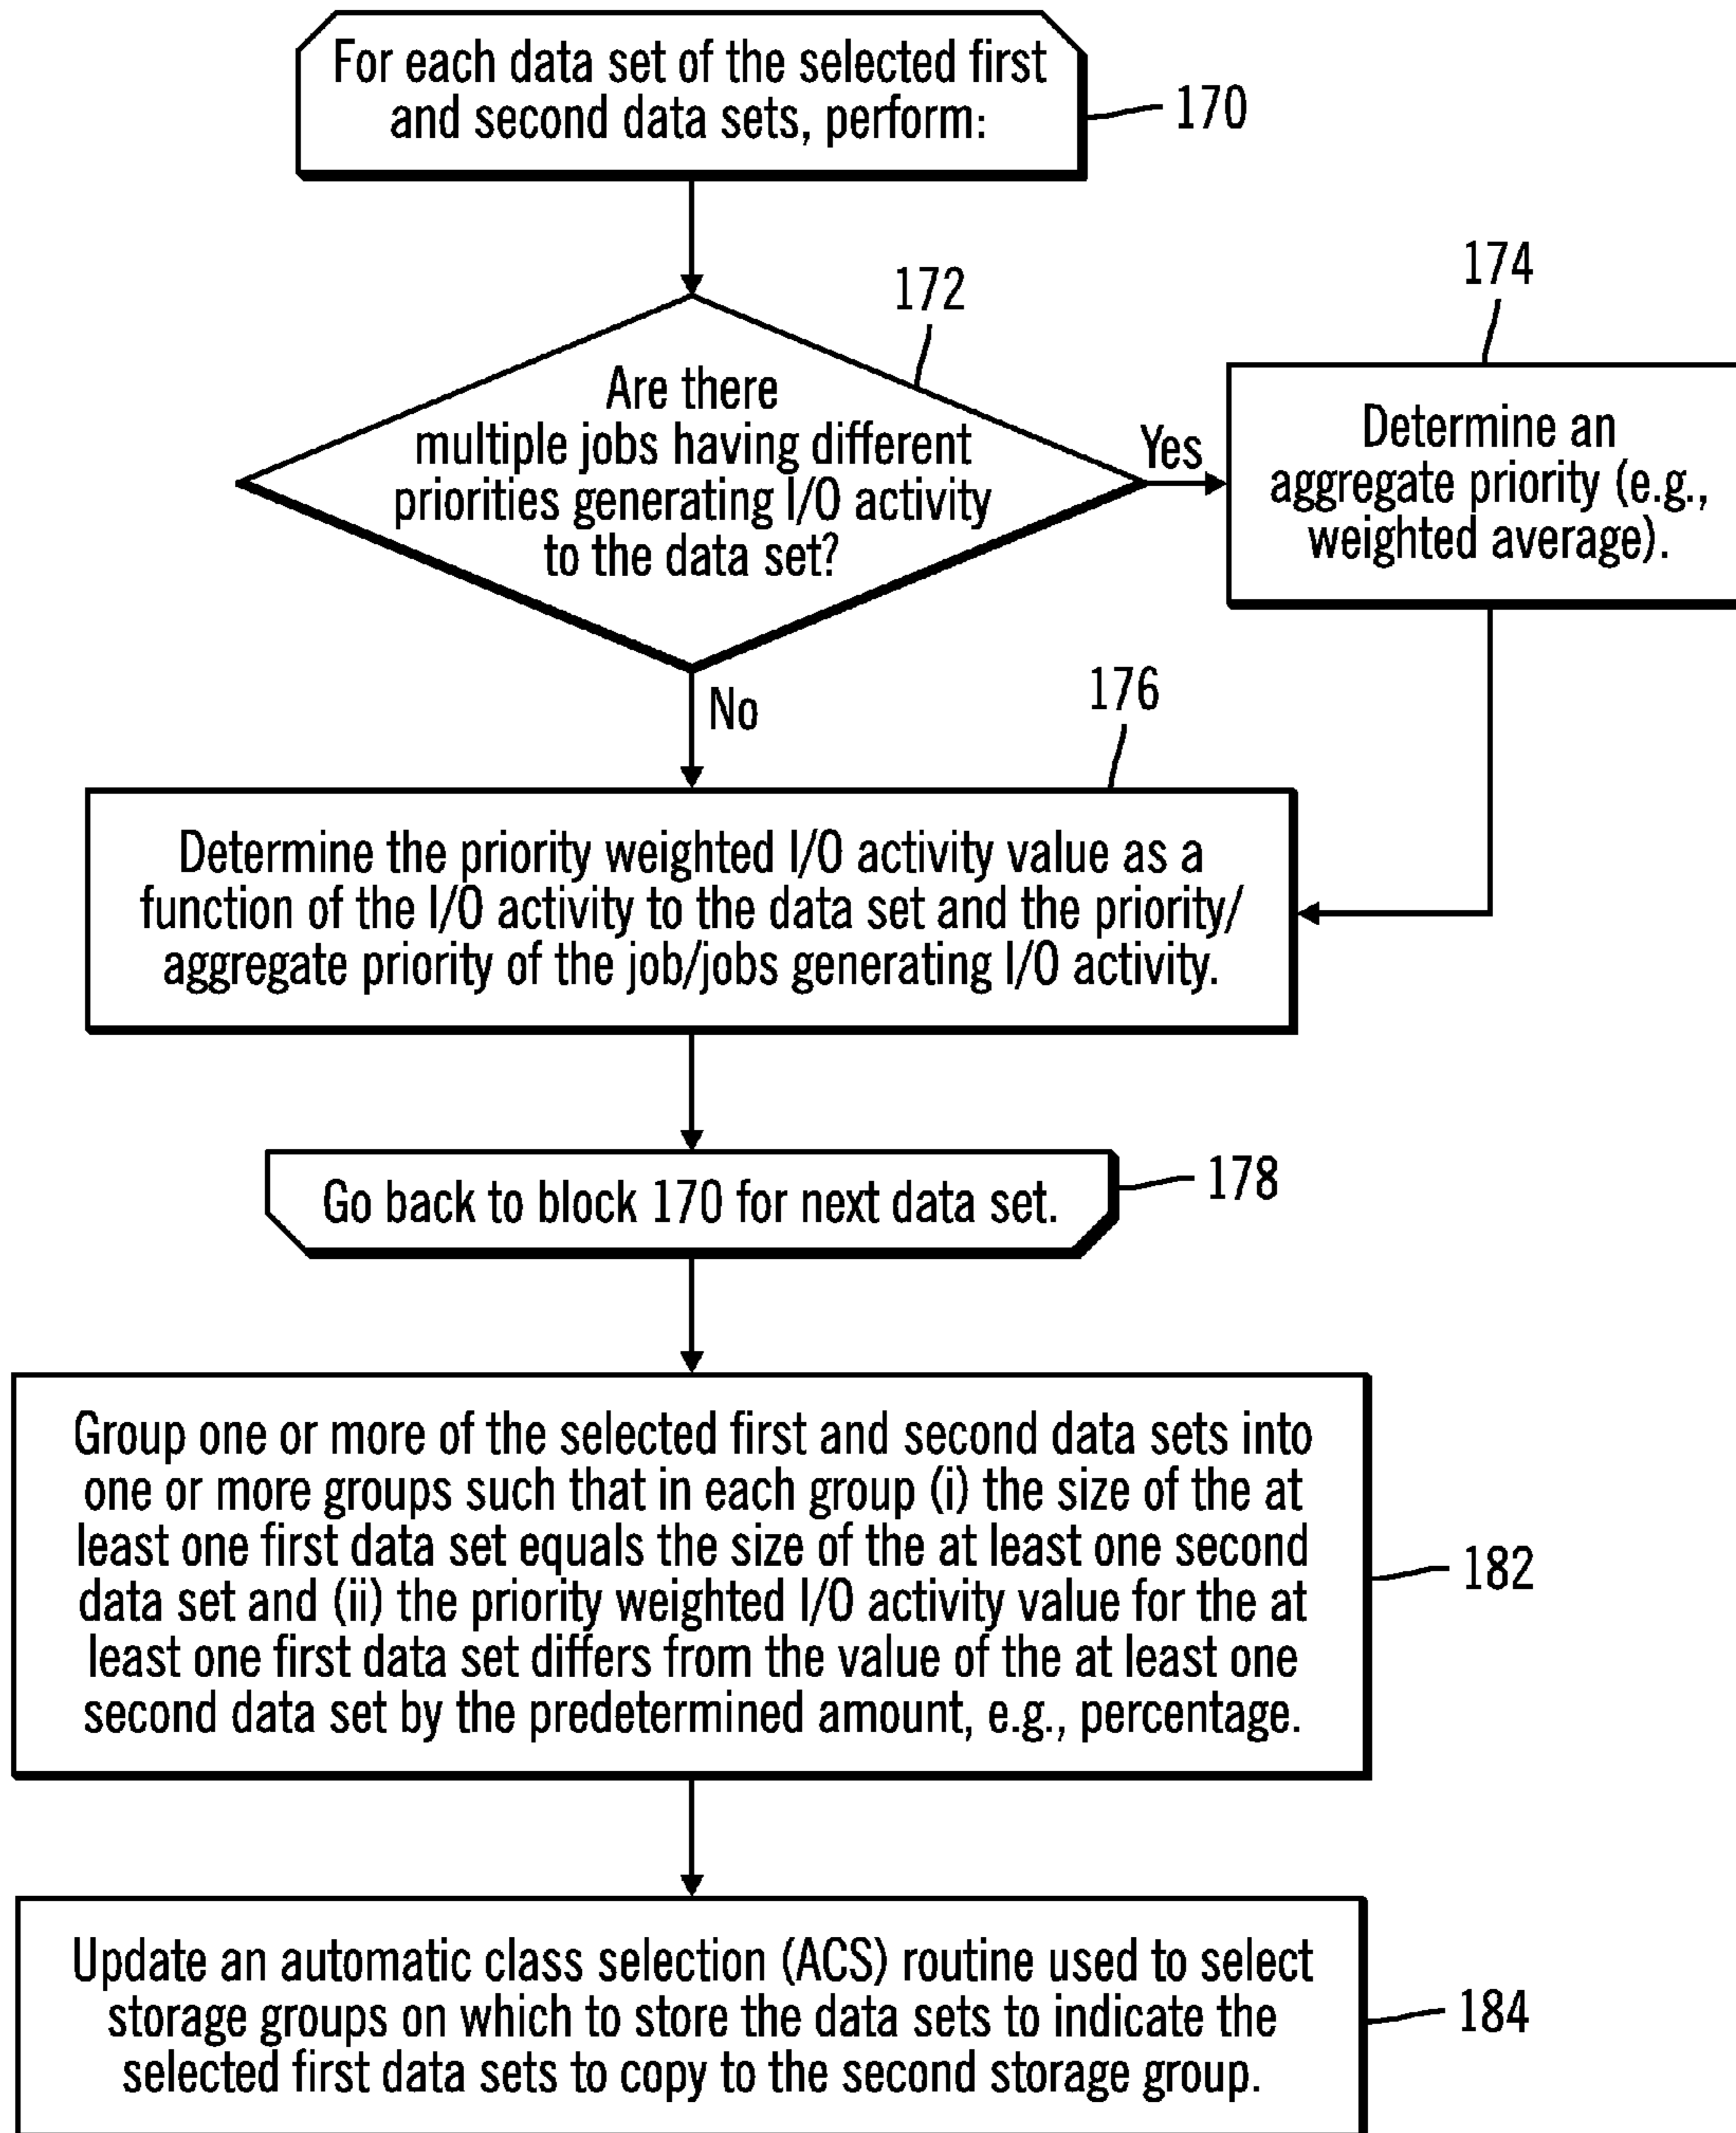 For each data set of the selected first
and second data sets, perform:
170
172
Are there
multiple jobs having different
priorities generating I/O activity
to the data set?
Yes
174
Determine an
aggregate priority (e.g.,
weighted average).
No
176
Determine the priority weighted I/O activity value as a
function of the I/O activity to the data set and the priority/
aggregate priority of the job/jobs generating I/O activity.
Go back to block 170 for next data set.
178
Group one or more of the selected first and second data sets into
one or more groups such that in each group (i) the size of the at
least one first data set equals the size of the at least one second
data set and (ii) the priority weighted I/O activity value for the at
least one first data set differs from the value of the at least one
second data set by the predetermined amount, e.g., percentage.
182
Update an automatic class selection (ACS) routine used to select
storage groups on which to store the data sets to indicate the
selected first data sets to copy to the second storage group.
184